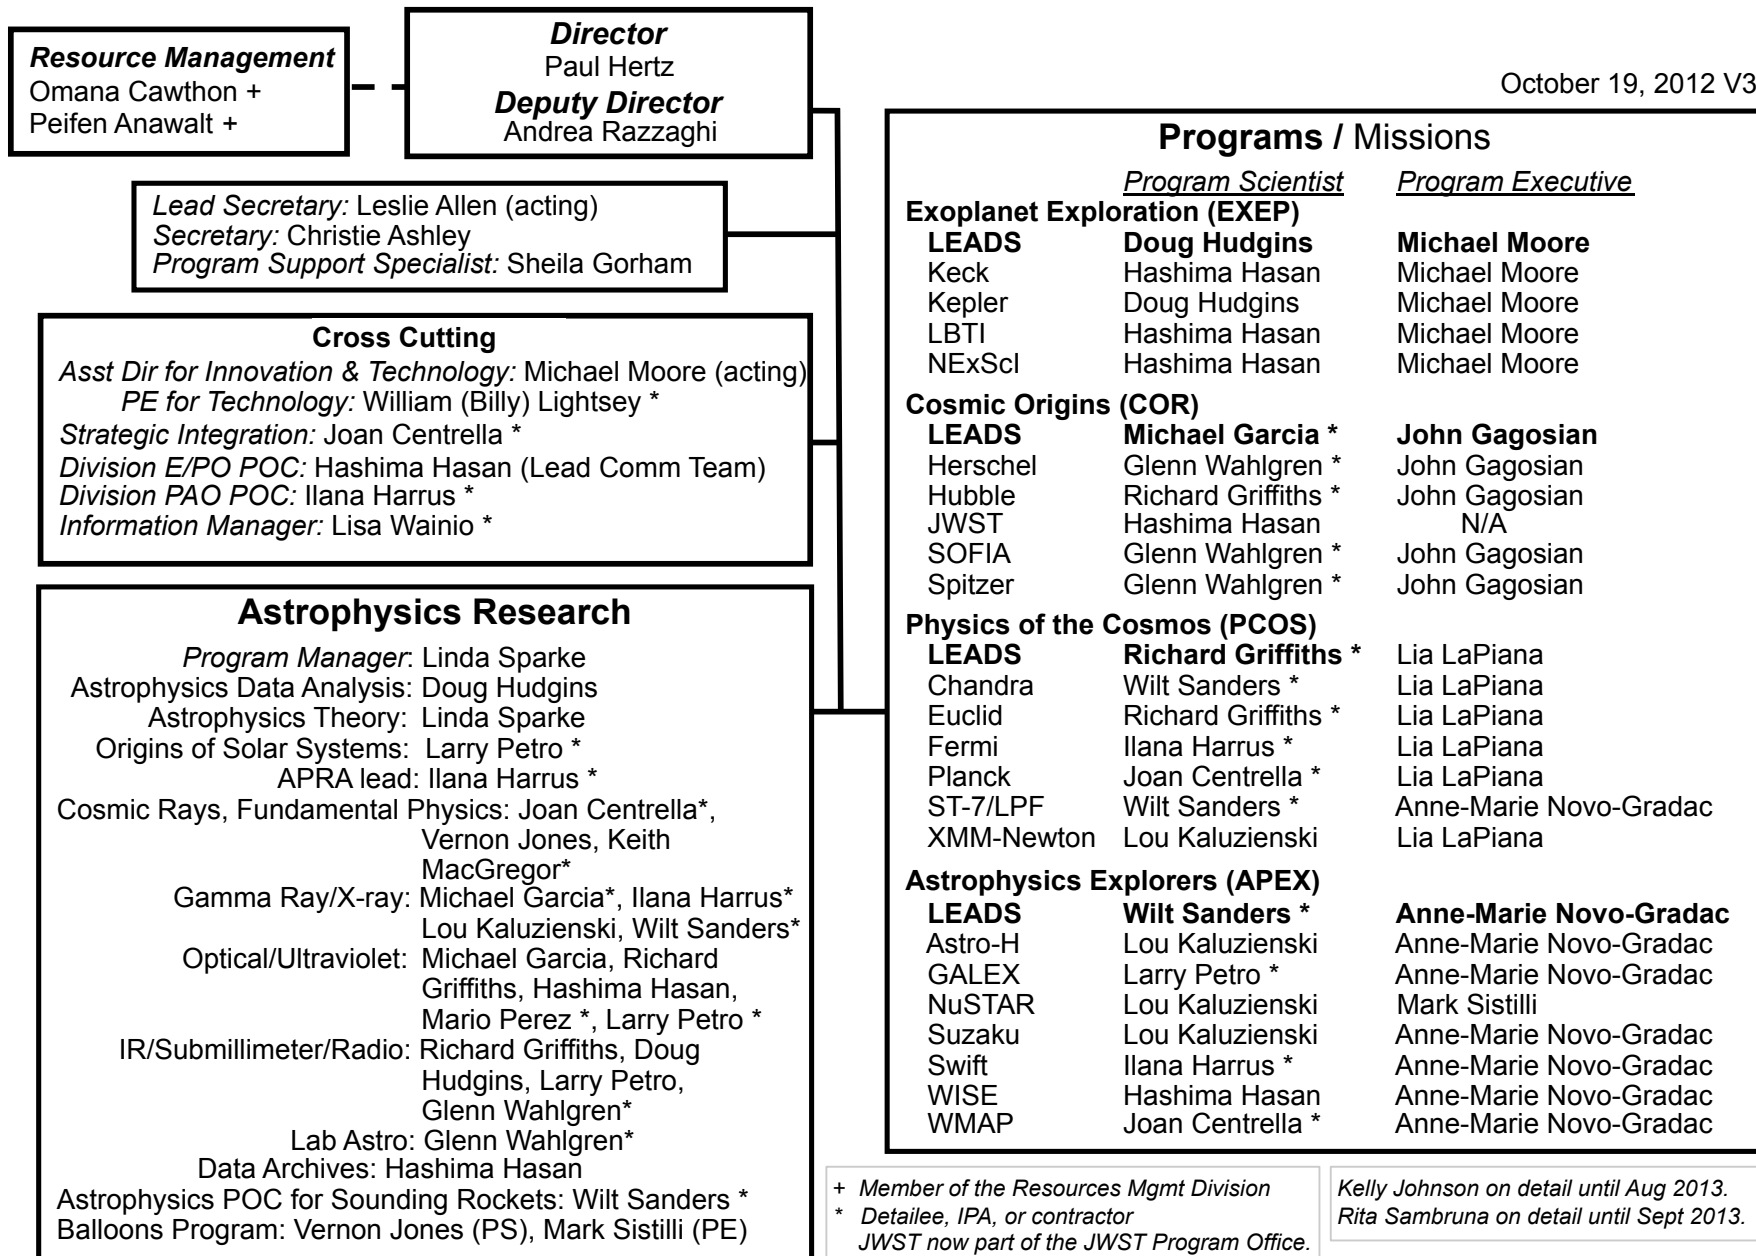 Resource Management
Omana Cawthon +
Peifen Anawalt +
Director
Paul Hertz
Deputy Director
Andrea Razzaghi
October 19, 2012 V3
Lead Secretary: Leslie Allen (acting)
Secretary: Christie Ashley
Program Support Specialist: Sheila Gorham
Cross Cutting
Asst Dir for Innovation & Technology: Michael Moore (acting)
PE for Technology: William (Billy) Lightsey *
Strategic Integration: Joan Centrella *
Division E/PO POC: Hashima Hasan (Lead Comm Team)
Division PAO POC: Ilana Harrus *
Information Manager: Lisa Wainio *
Astrophysics Research
Program Manager: Linda Sparke
Astrophysics Data Analysis: Doug Hudgins
Astrophysics Theory: Linda Sparke
Origins of Solar Systems: Larry Petro *
APRA lead: Ilana Harrus *
Cosmic Rays, Fundamental Physics: Joan Centrella*,
Vernon Jones, Keith
MacGregor*
Gamma Ray/X-ray: Michael Garcia*, Ilana Harrus*
Lou Kaluzienski, Wilt Sanders*
Optical/Ultraviolet: Michael Garcia, Richard
Griffiths, Hashima Hasan,
Mario Perez *, Larry Petro *
IR/Submillimeter/Radio: Richard Griffiths, Doug
Hudgins, Larry Petro,
Glenn Wahlgren*
Lab Astro: Glenn Wahlgren*
Data Archives: Hashima Hasan
Astrophysics POC for Sounding Rockets: Wilt Sanders *
Balloons Program: Vernon Jones (PS), Mark Sistilli (PE)
Programs / Missions
Program Scientist Program Executive
Exoplanet Exploration (EXEP)
LEADS Doug Hudgins Michael Moore
Keck Hashima Hasan Michael Moore
Kepler Doug Hudgins Michael Moore
LBTI Hashima Hasan Michael Moore
NExScI Hashima Hasan Michael Moore
Cosmic Origins (COR)
LEADS Michael Garcia * John Gagosian
Herschel Glenn Wahlgren * John Gagosian
Hubble Richard Griffiths * John Gagosian
JWST Hashima Hasan N/A
SOFIA Glenn Wahlgren * John Gagosian
Spitzer Glenn Wahlgren * John Gagosian
Physics of the Cosmos (PCOS)
LEADS Richard Griffiths * Lia LaPiana
Chandra Wilt Sanders * Lia LaPiana
Euclid Richard Griffiths * Lia LaPiana
Fermi Ilana Harrus * Lia LaPiana
Planck Joan Centrella * Lia LaPiana
ST-7/LPF Wilt Sanders * Anne-Marie Novo-Gradac
XMM-Newton Lou Kaluzienski Lia LaPiana
Astrophysics Explorers (APEX)
LEADS Wilt Sanders * Anne-Marie Novo-Gradac
Astro-H Lou Kaluzienski Anne-Marie Novo-Gradac
GALEX Larry Petro * Anne-Marie Novo-Gradac
NuSTAR Lou Kaluzienski Mark Sistilli
Suzaku Lou Kaluzienski Anne-Marie Novo-Gradac
Swift Ilana Harrus * Anne-Marie Novo-Gradac
WISE Hashima Hasan Anne-Marie Novo-Gradac
WMAP Joan Centrella * Anne-Marie Novo-Gradac
+ Member of the Resources Mgmt Division
* Detailee, IPA, or contractor
JWST now part of the JWST Program Office.
Kelly Johnson on detail until Aug 2013.
Rita Sambruna on detail until Sept 2013.